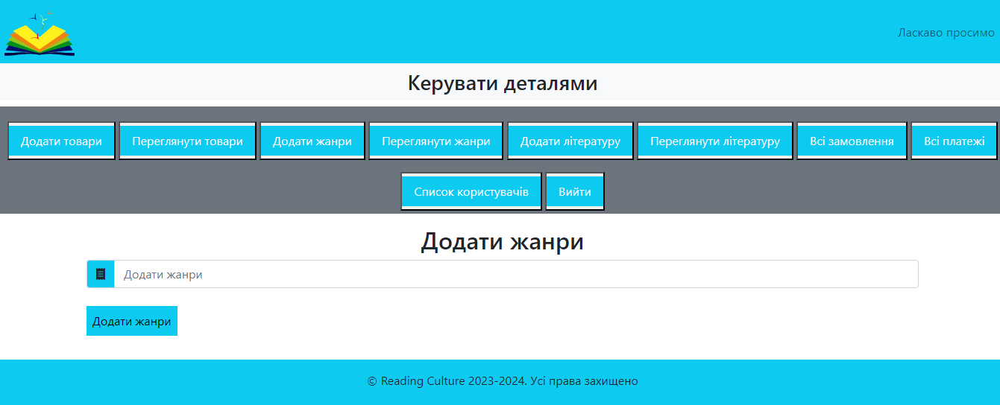 Ласкаво просимо
Керувати деталями
Додати товари Переглянути товари Додати жанри Переглянути жанри Додати літературу Переглянути літературу Всі замовлення Всі платежі
Список користувачів Вийти
Додати жанри
Додати жанри
Додати жанри
© Reading Culture 2023-2024. Усі права захищено